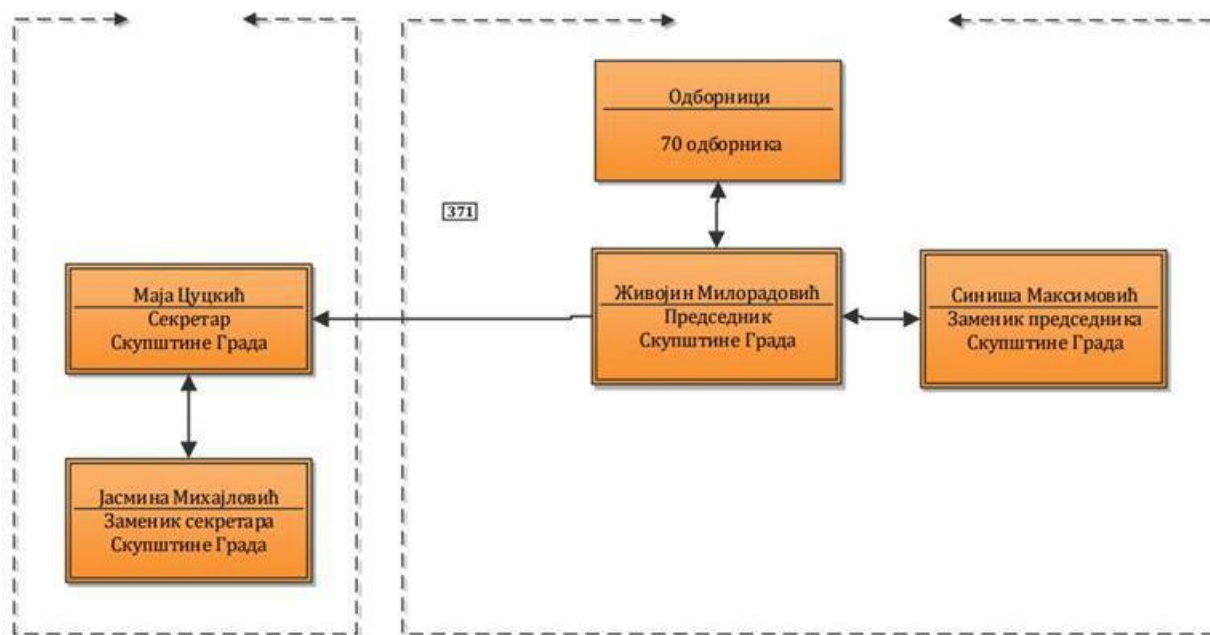 Одборници
70 одборника
371
Маја Цуцкић
Секретар
Скупштине Града
Живојин Милорадовић
Председник
Скупштине Града
Синиша Максимовић
Заменик председника
Скупштине Града
Јасмина Михајловић
Заменик секретара
Скупштине Града